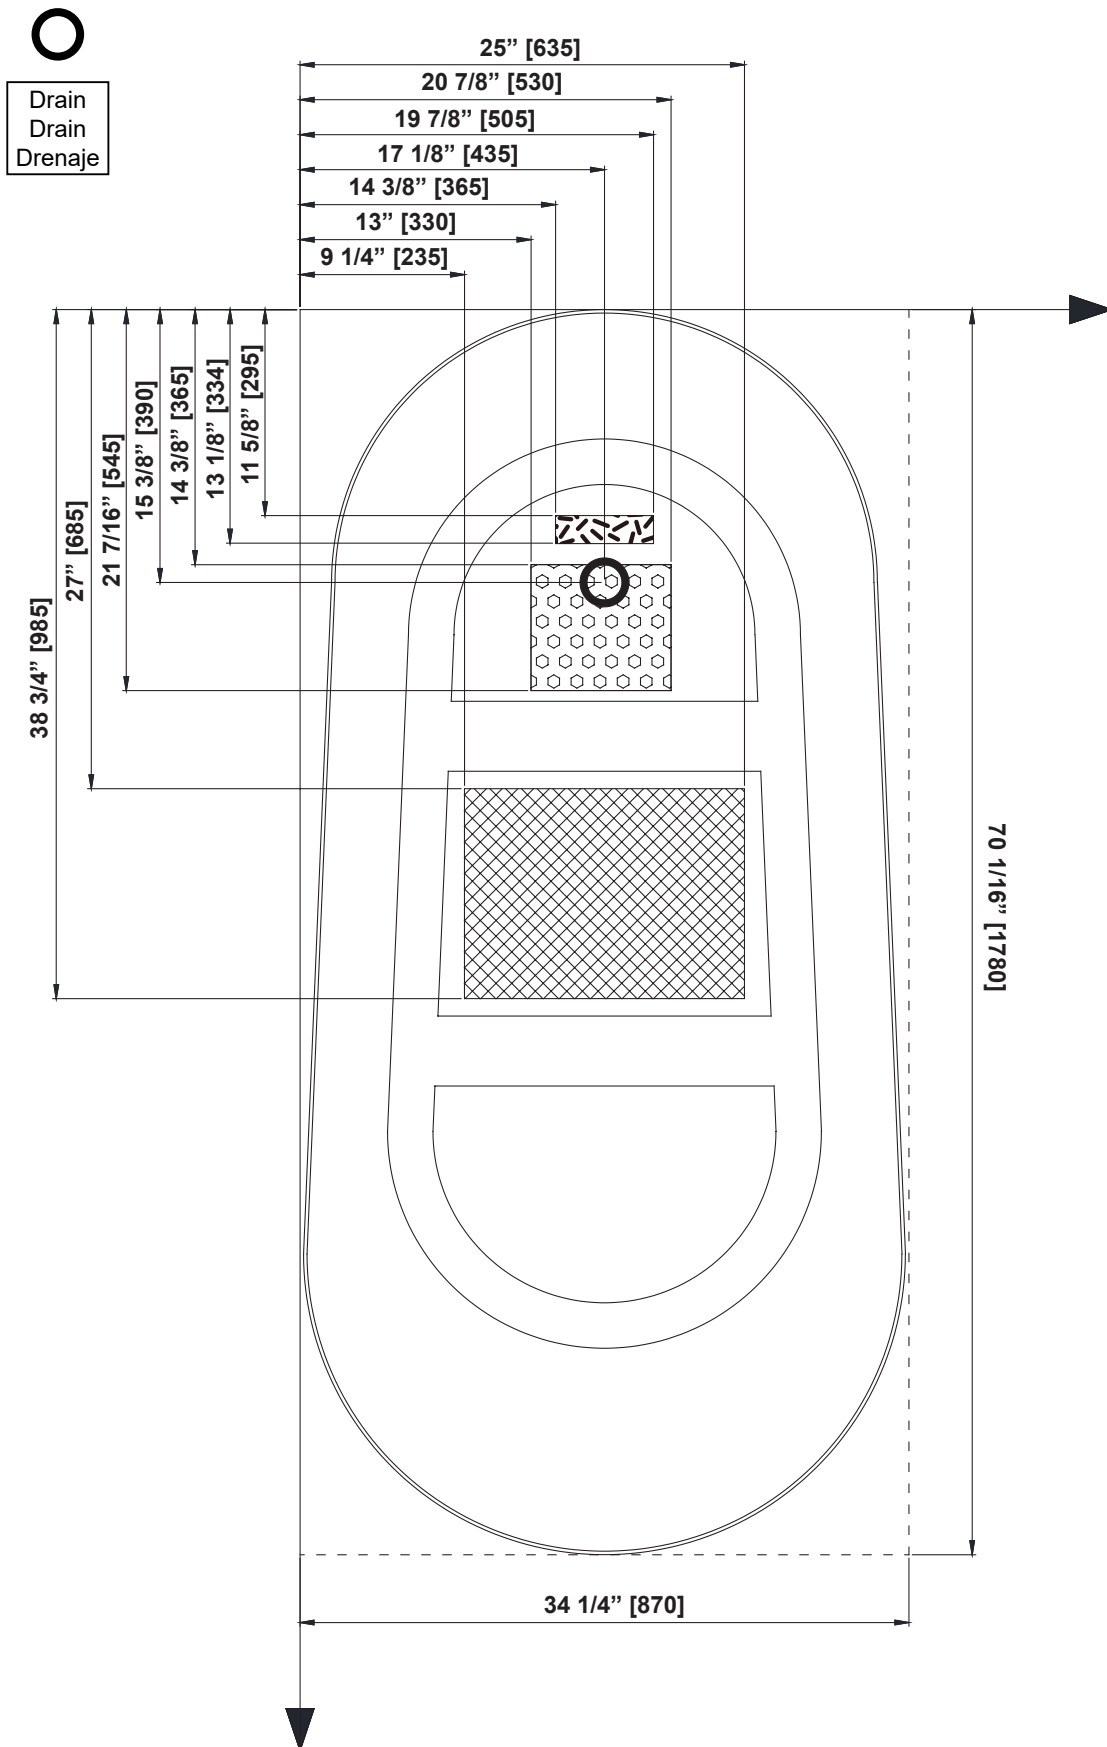 Drain
Drain
Drenaje
25” [635]
20 7/8” [530]
19 7/8” [505]
17 1/8” [435]
14 3/8” [365]
13” [330]
9 1/4” [235]
38 3/4” [985]
27” [685]
21 7/16” [545]
15 3/8” [390]
14 3/8” [365]
13 1/8” [334]
11 5/8” [295]
70 1/16” [1780]
34 1/4” [870]